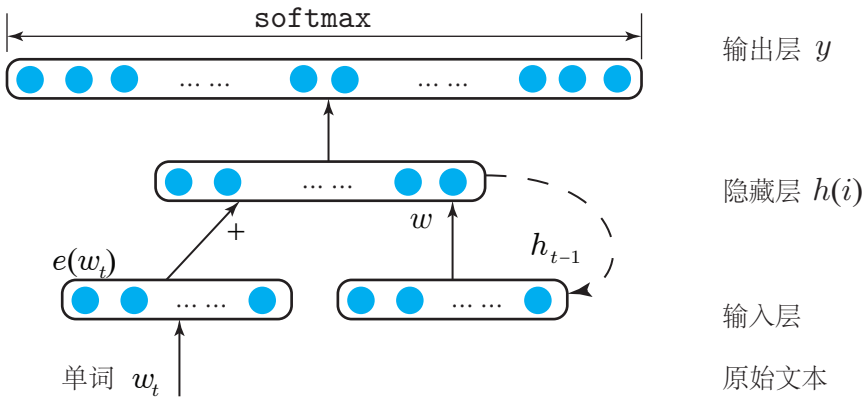 softmax
输出层 y
... ...
... ...
隐藏层 h(i)
... ...
w
+
h_{t-1}
e(w_t)
... ...
... ...
输入层
单词 w_t
原始文本